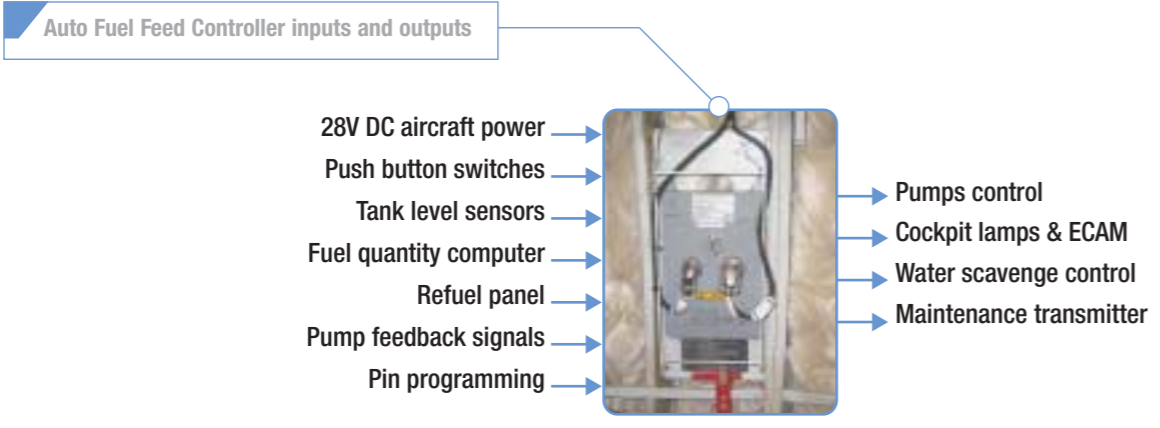 Auto Fuel Feed Controller inputs and outputs
28V DC aircraft power
Push button switches
Tank level sensors
Fuel quantity computer
Refuel panel
Pump feedback signals
Pin programming
Pumps control
Cockpit lamps & ECAM
Water scavenge control
Maintenance transmitter